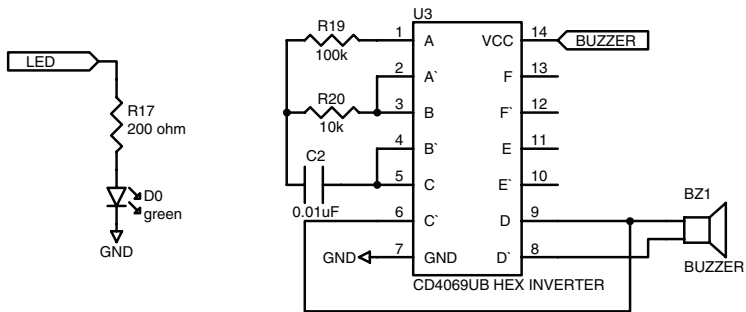 LED
R17
200 ohm
D0
green
GND
U3
R19
100k
R20
10k
C2
0.01uF
GND
1 A VCC 14
2 A` F 13
3 B F` 12
4 B` E 11
5 C E` 10
6 C` D 9
7 GND D` 8
CD4069UB HEX INVERTER
BUZZER
BZ1
BUZZER